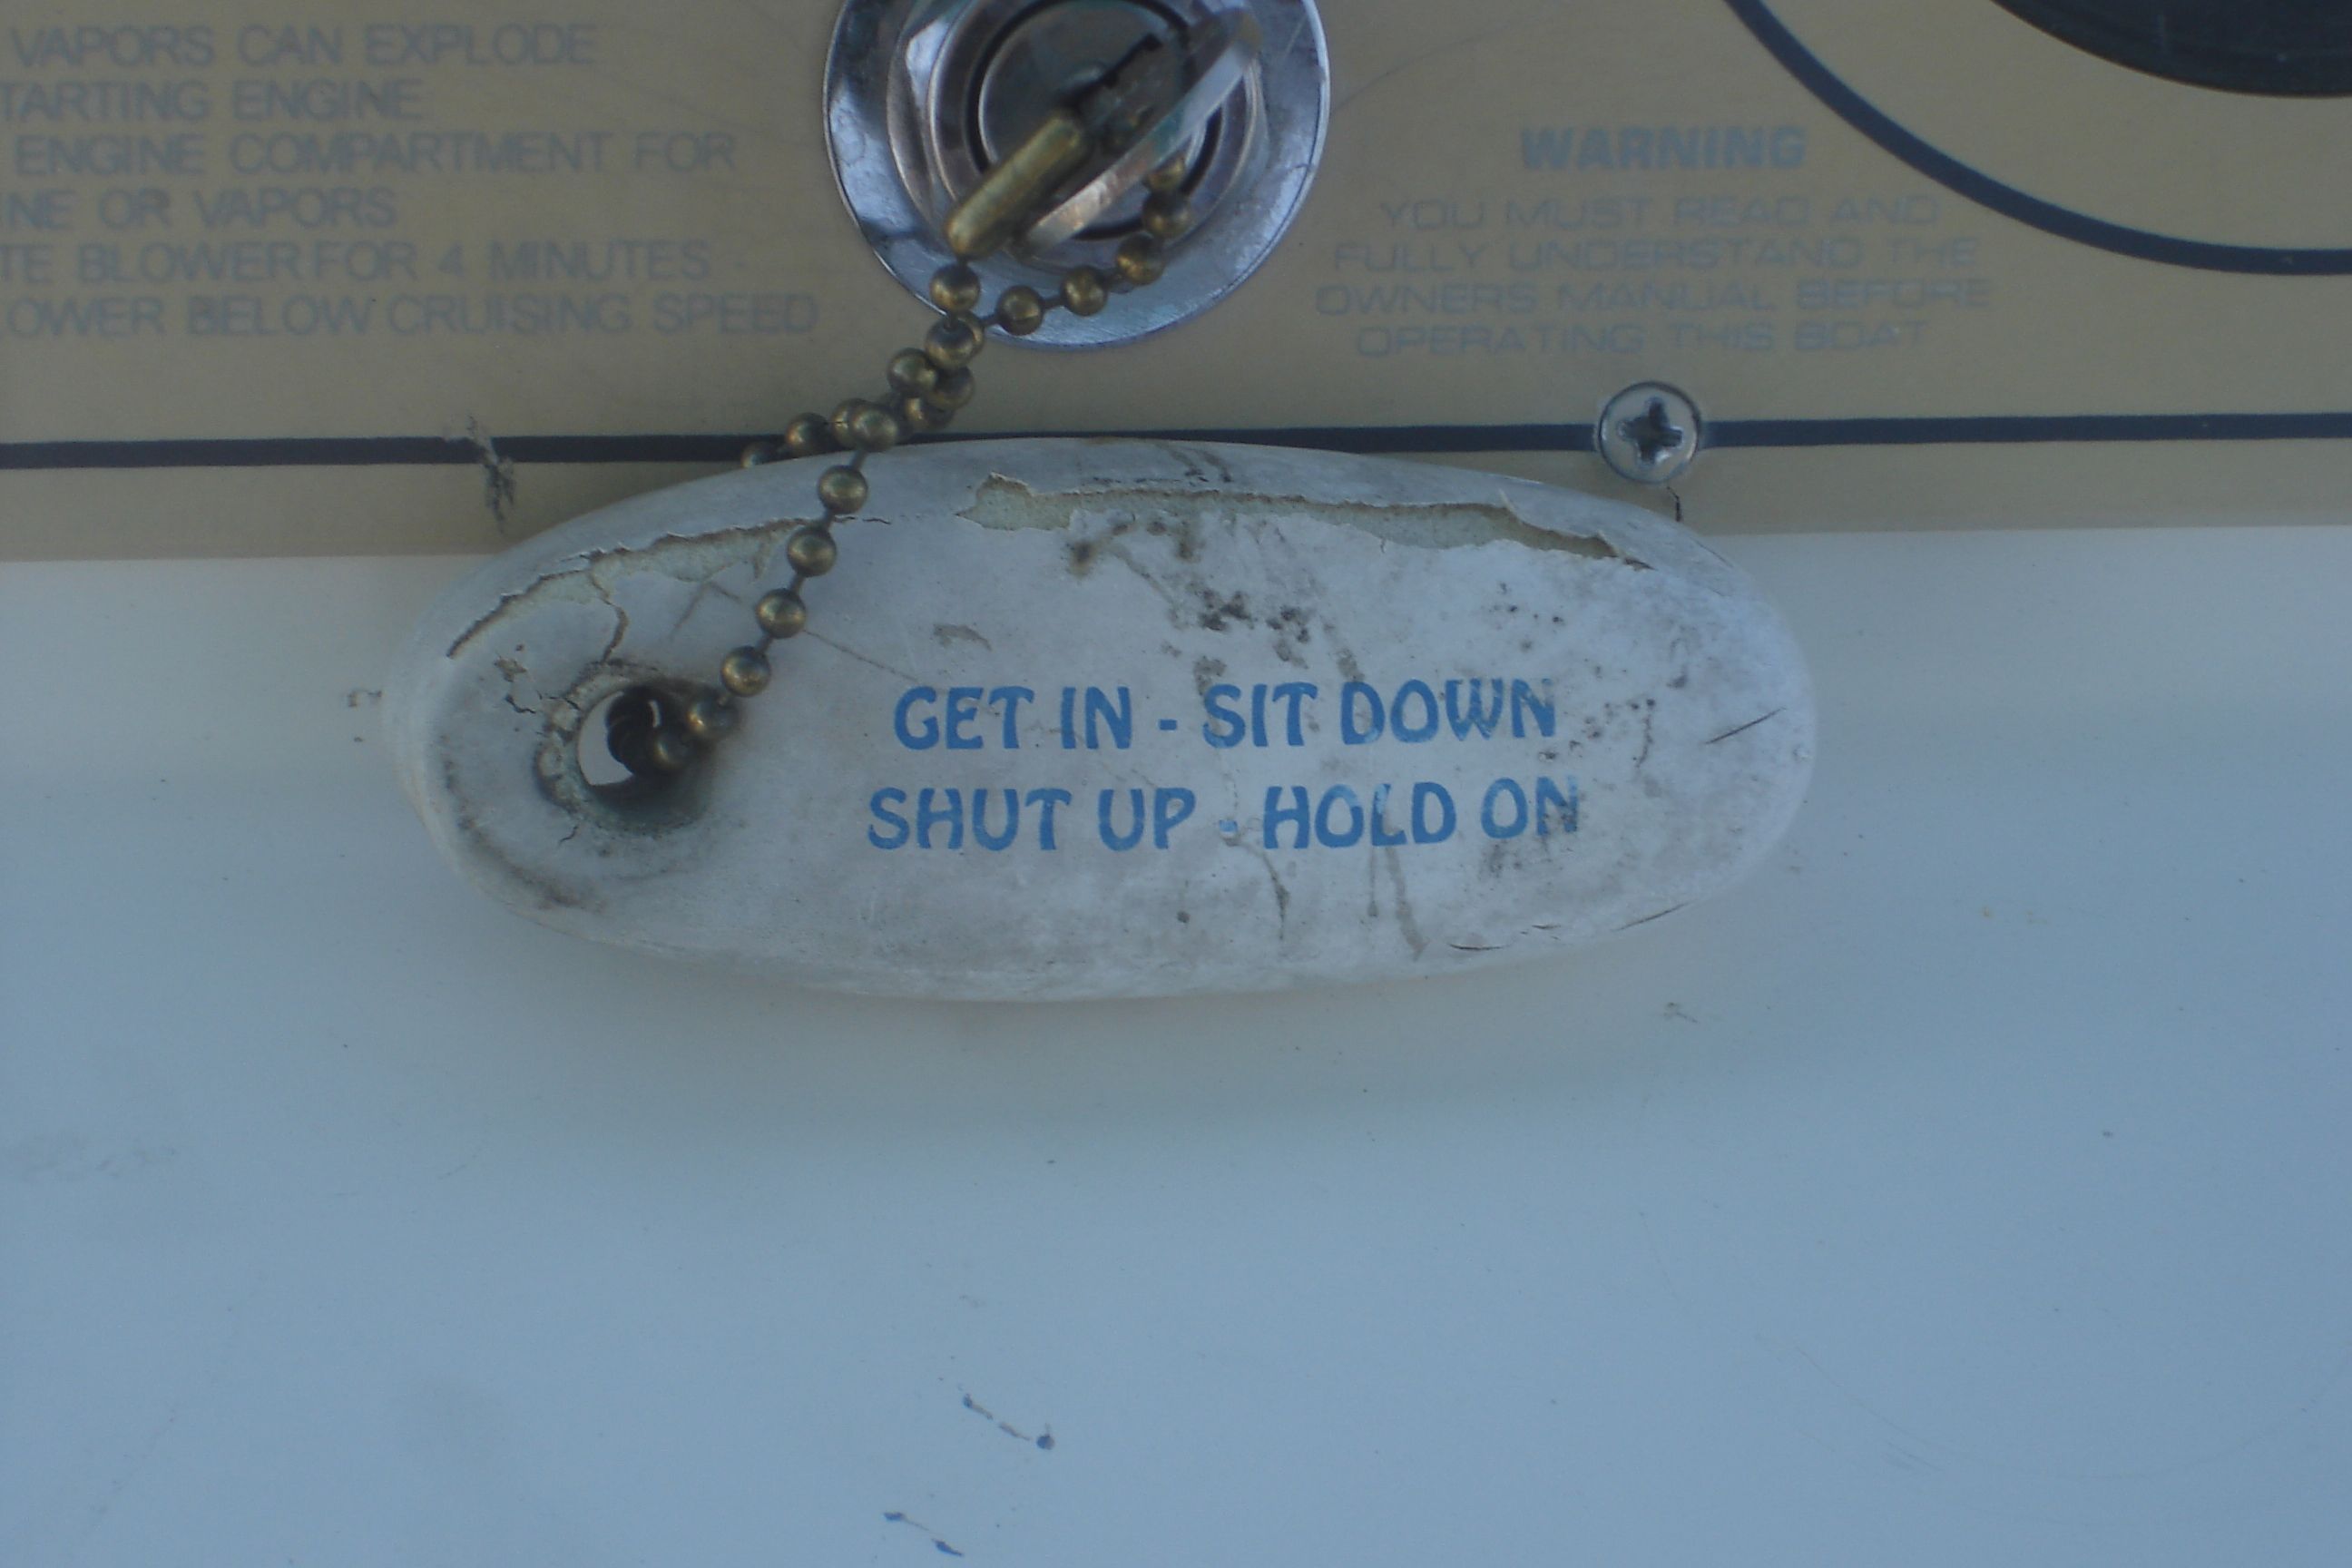 VAPORS CAN EXPLODE
TARTING ENGINE
ENGINE COMPARTMENT FOR
INE OR VAPORS
TE BLOWER FOR 4 MINUTES
LOWER BELOW CRUISING SPEED
WARNING
YOU MUST READ AND
FULLY UNDERSTAND THE
OWNERS MANUAL BEFORE
OPERATING THIS BOAT
GET IN - SIT DOWN
SHUT UP - HOLD ON